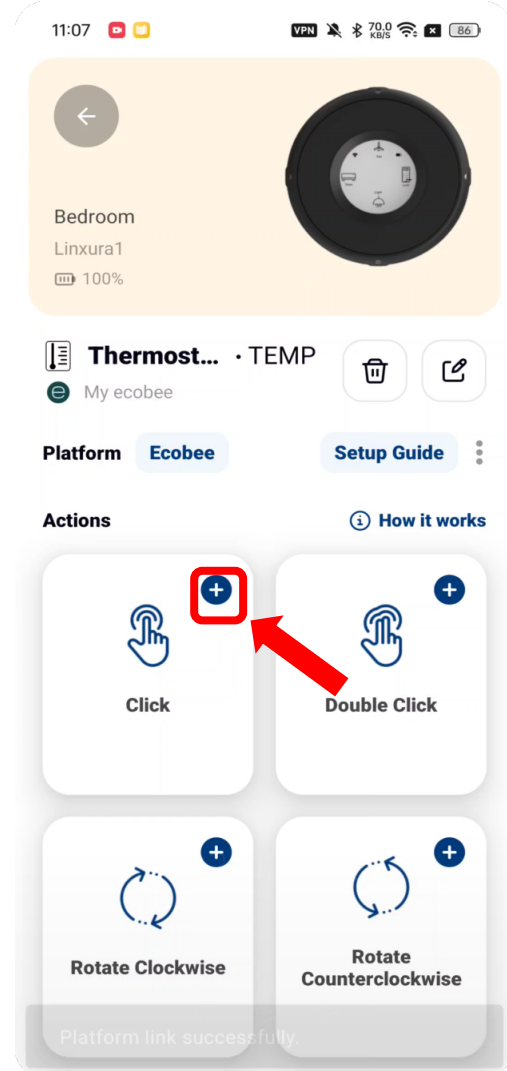 11:07
VPN 70.0 KB/S 86
Bedroom
Linxura1
100%
Thermost... · TEMP
e My ecobee
Platform Ecobee Setup Guide
Actions How it works
Click
Double Click
Rotate Clockwise
Rotate
Counterclockwise
Platform link successfully.